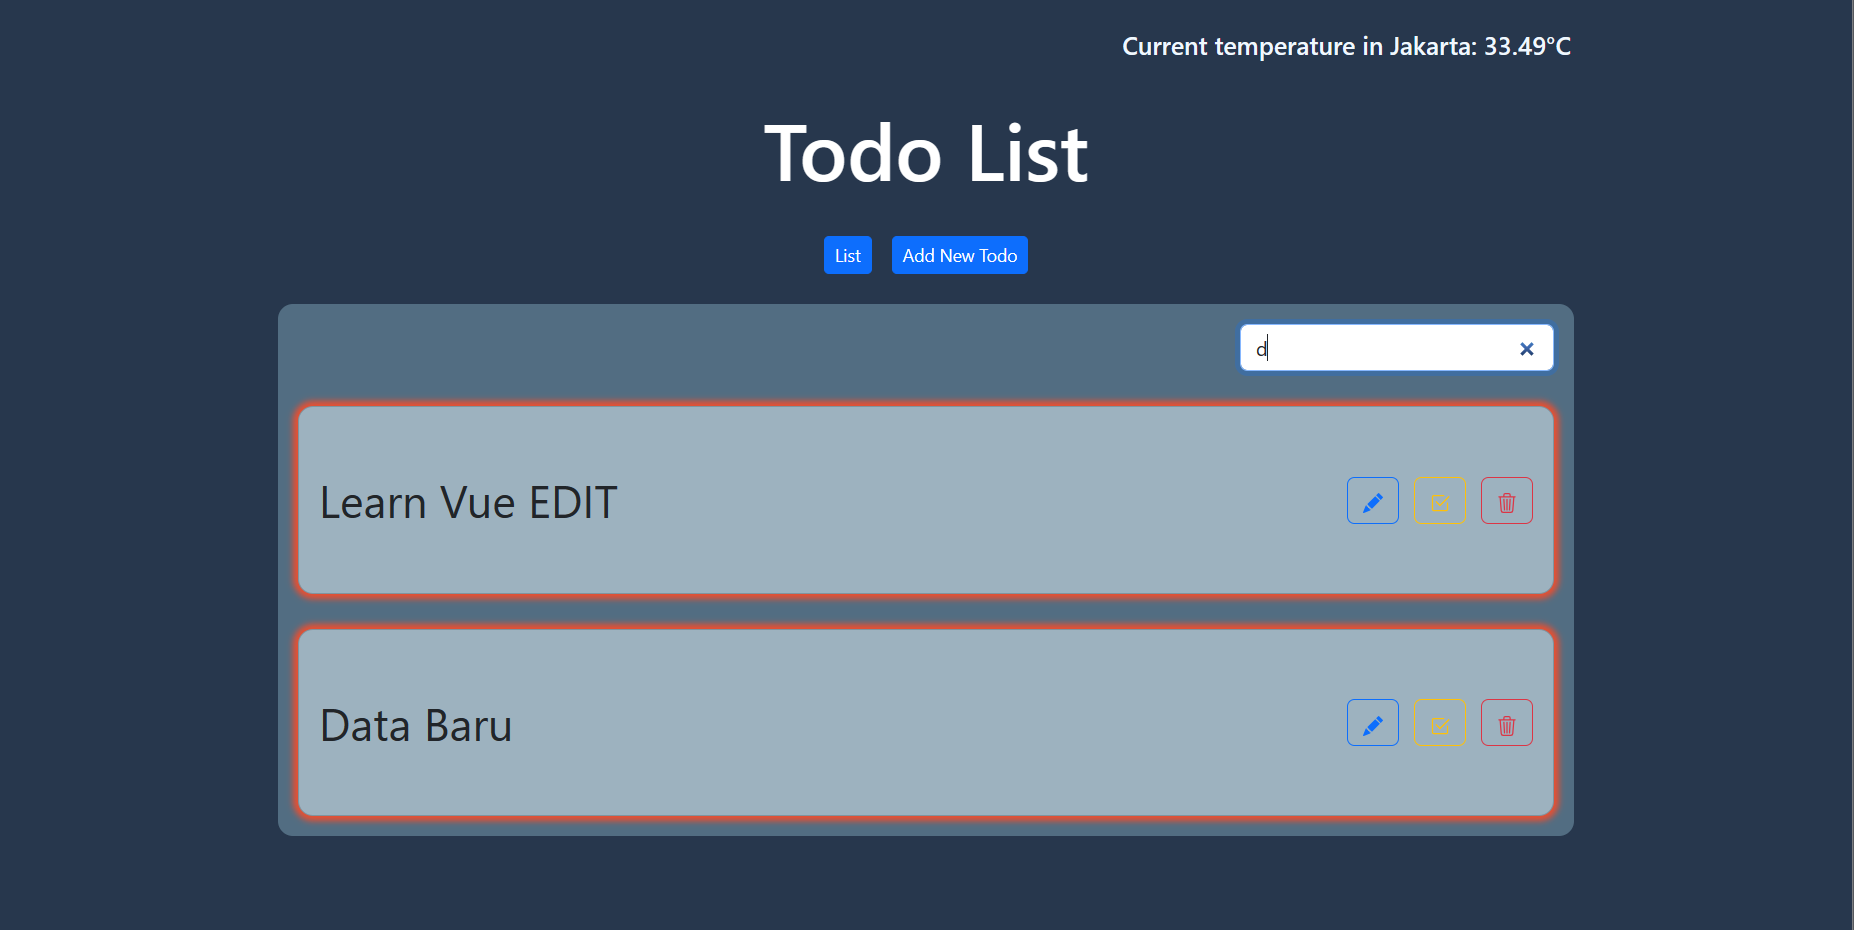 Current temperature in Jakarta: 33.49°C
Todo List
List
Add New Todo
d
Learn Vue EDIT
Data Baru